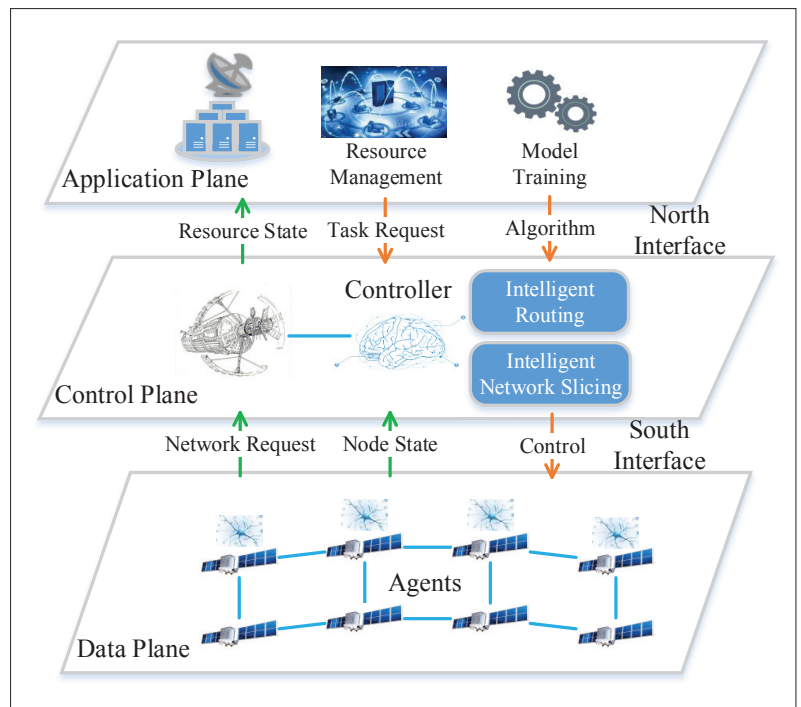 Resource
Management
Model
Training
Application Plane
North
Interface
Resource State
Task Request
Algorithm
Controller
Intelligent
Routing
Intelligent
Network Slicing
Control Plane
South
Interface
Network Request
Node State
Control
Agents
Data Plane